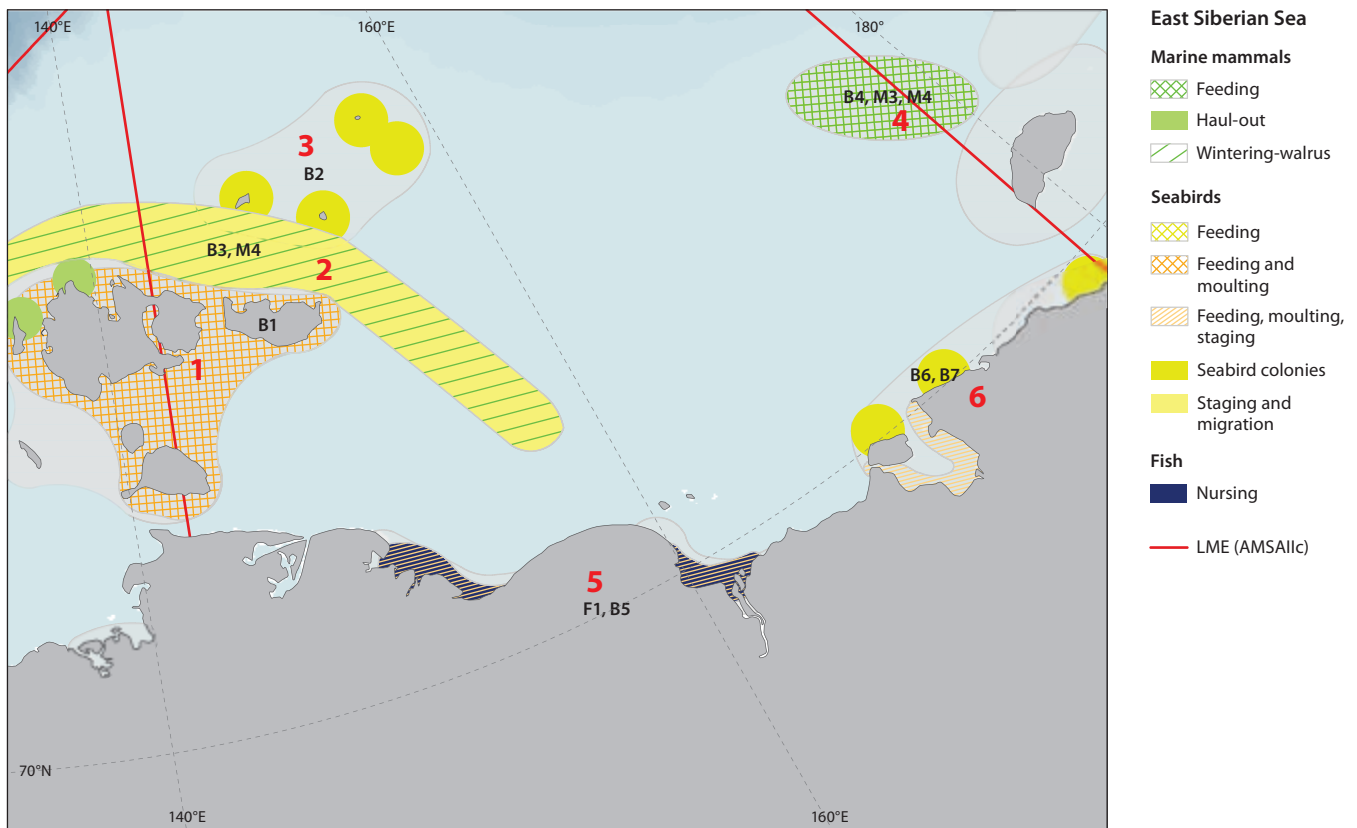 140°E
160°E
180°
B4, M3, M4
4
3
B2
B3, M4
2
B1
1
B6, B7
6
5
F1, B5
70°N
140°E
160°E
East Siberian Sea
Marine mammals
Feeding
Haul-out
Wintering-walrus
Seabirds
Feeding
Feeding and
moulting
Feeding, moulting,
staging
Seabird colonies
Staging and
migration
Fish
Nursing
LME (AMSAIIc)